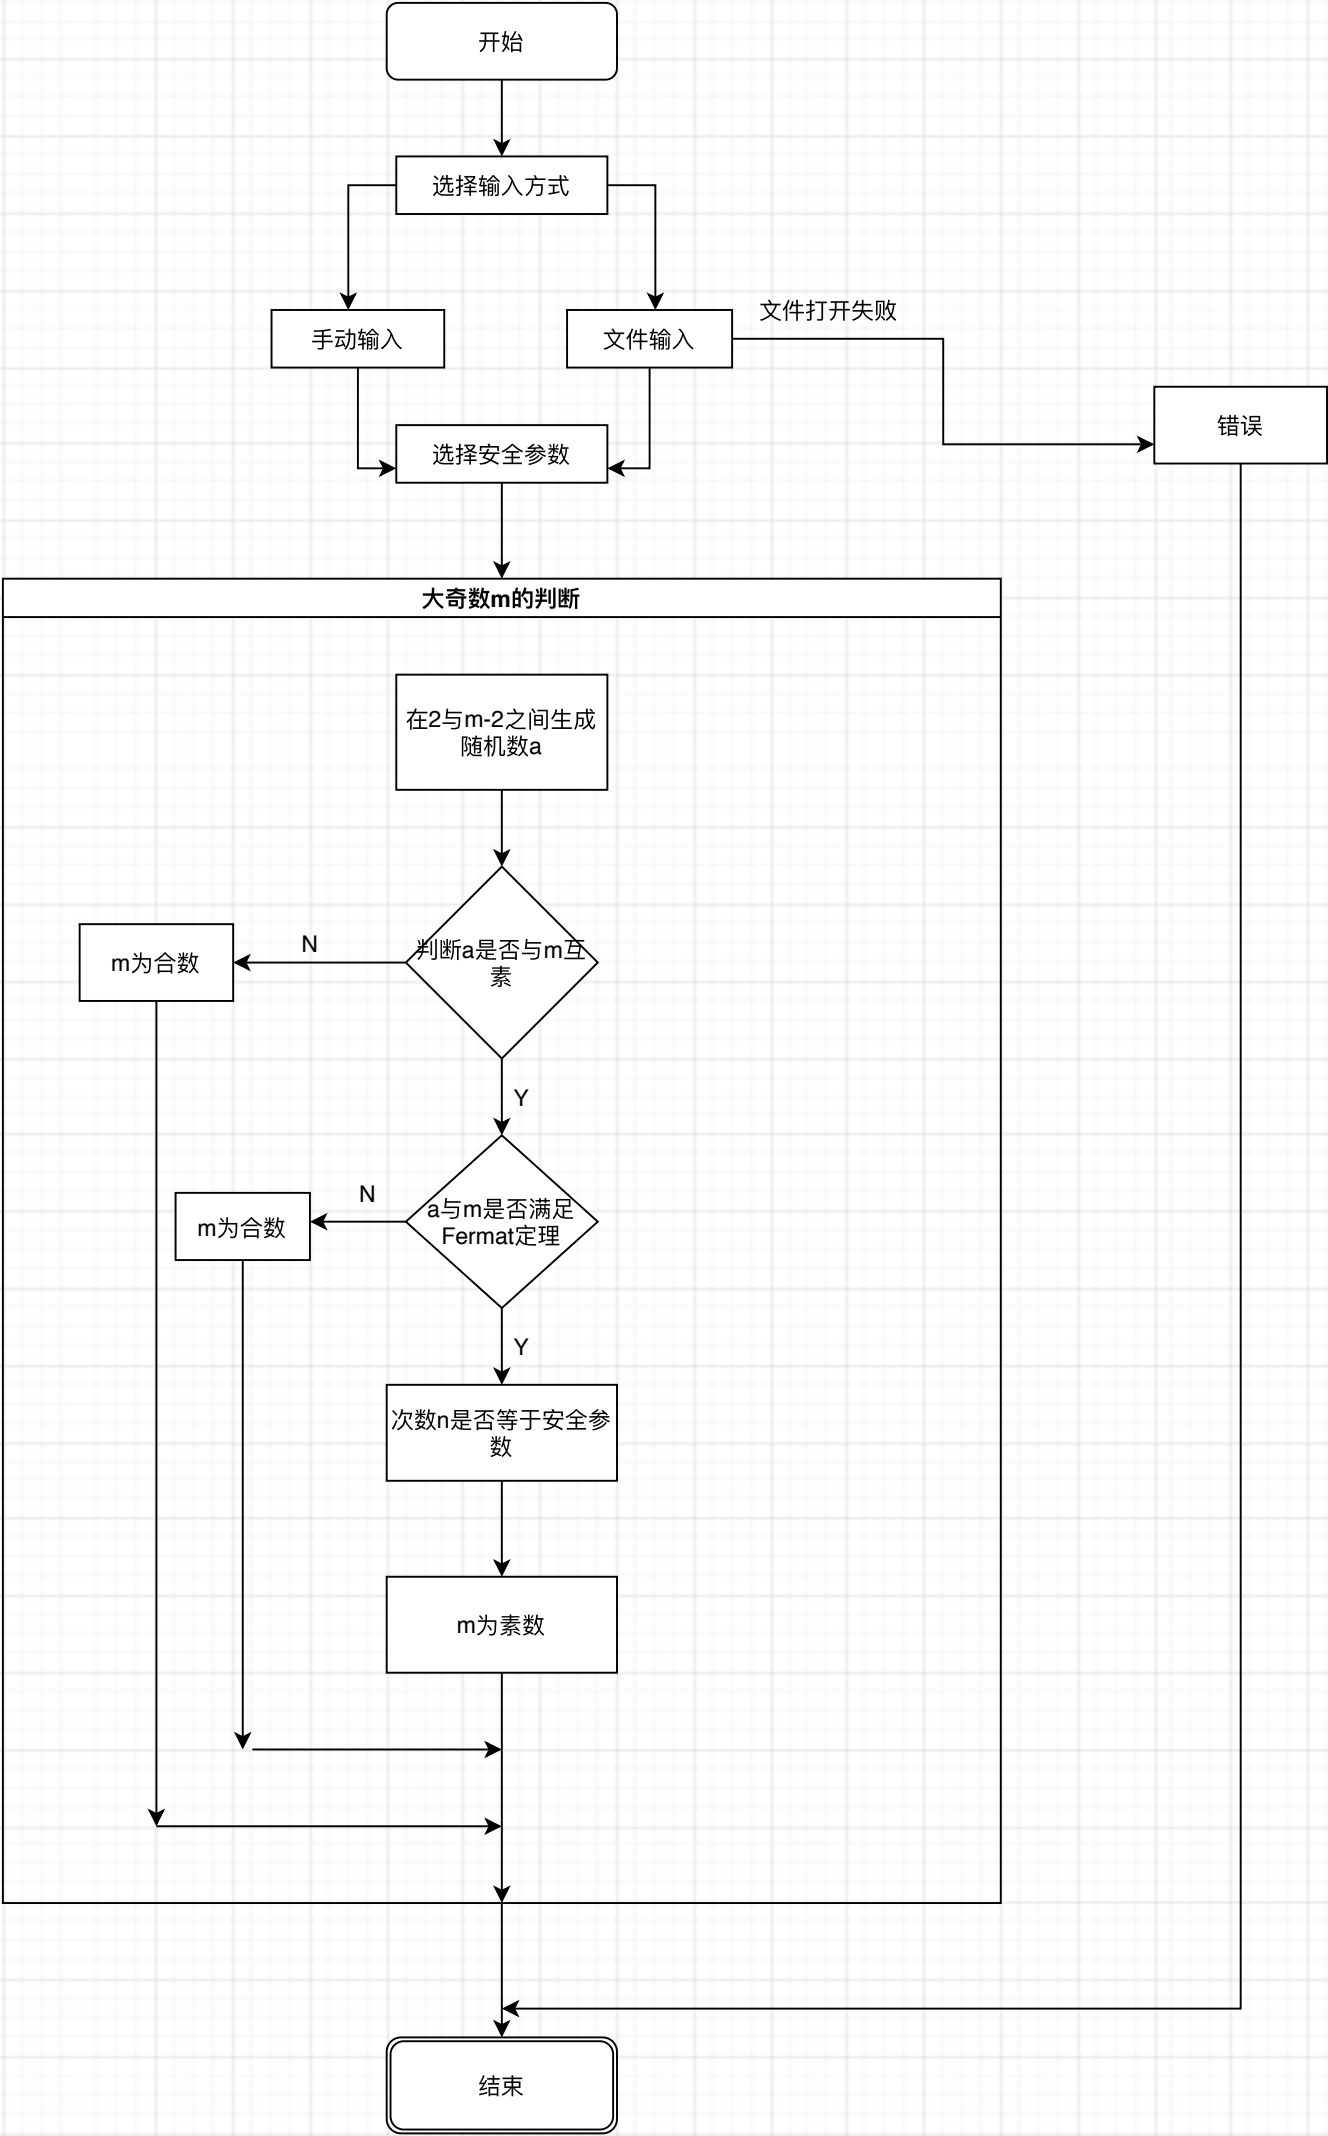 开始
选择输入方式
手动输入
文件输入
文件打开失败
错误
选择安全参数
大奇数m的判断
在2与m-2之间生成
随机数a
判断a是否与m互
素
N
m为合数
Y
a与m是否满足
Fermat定理
N
m为合数
Y
次数n是否等于安全参
数
m为素数
结束